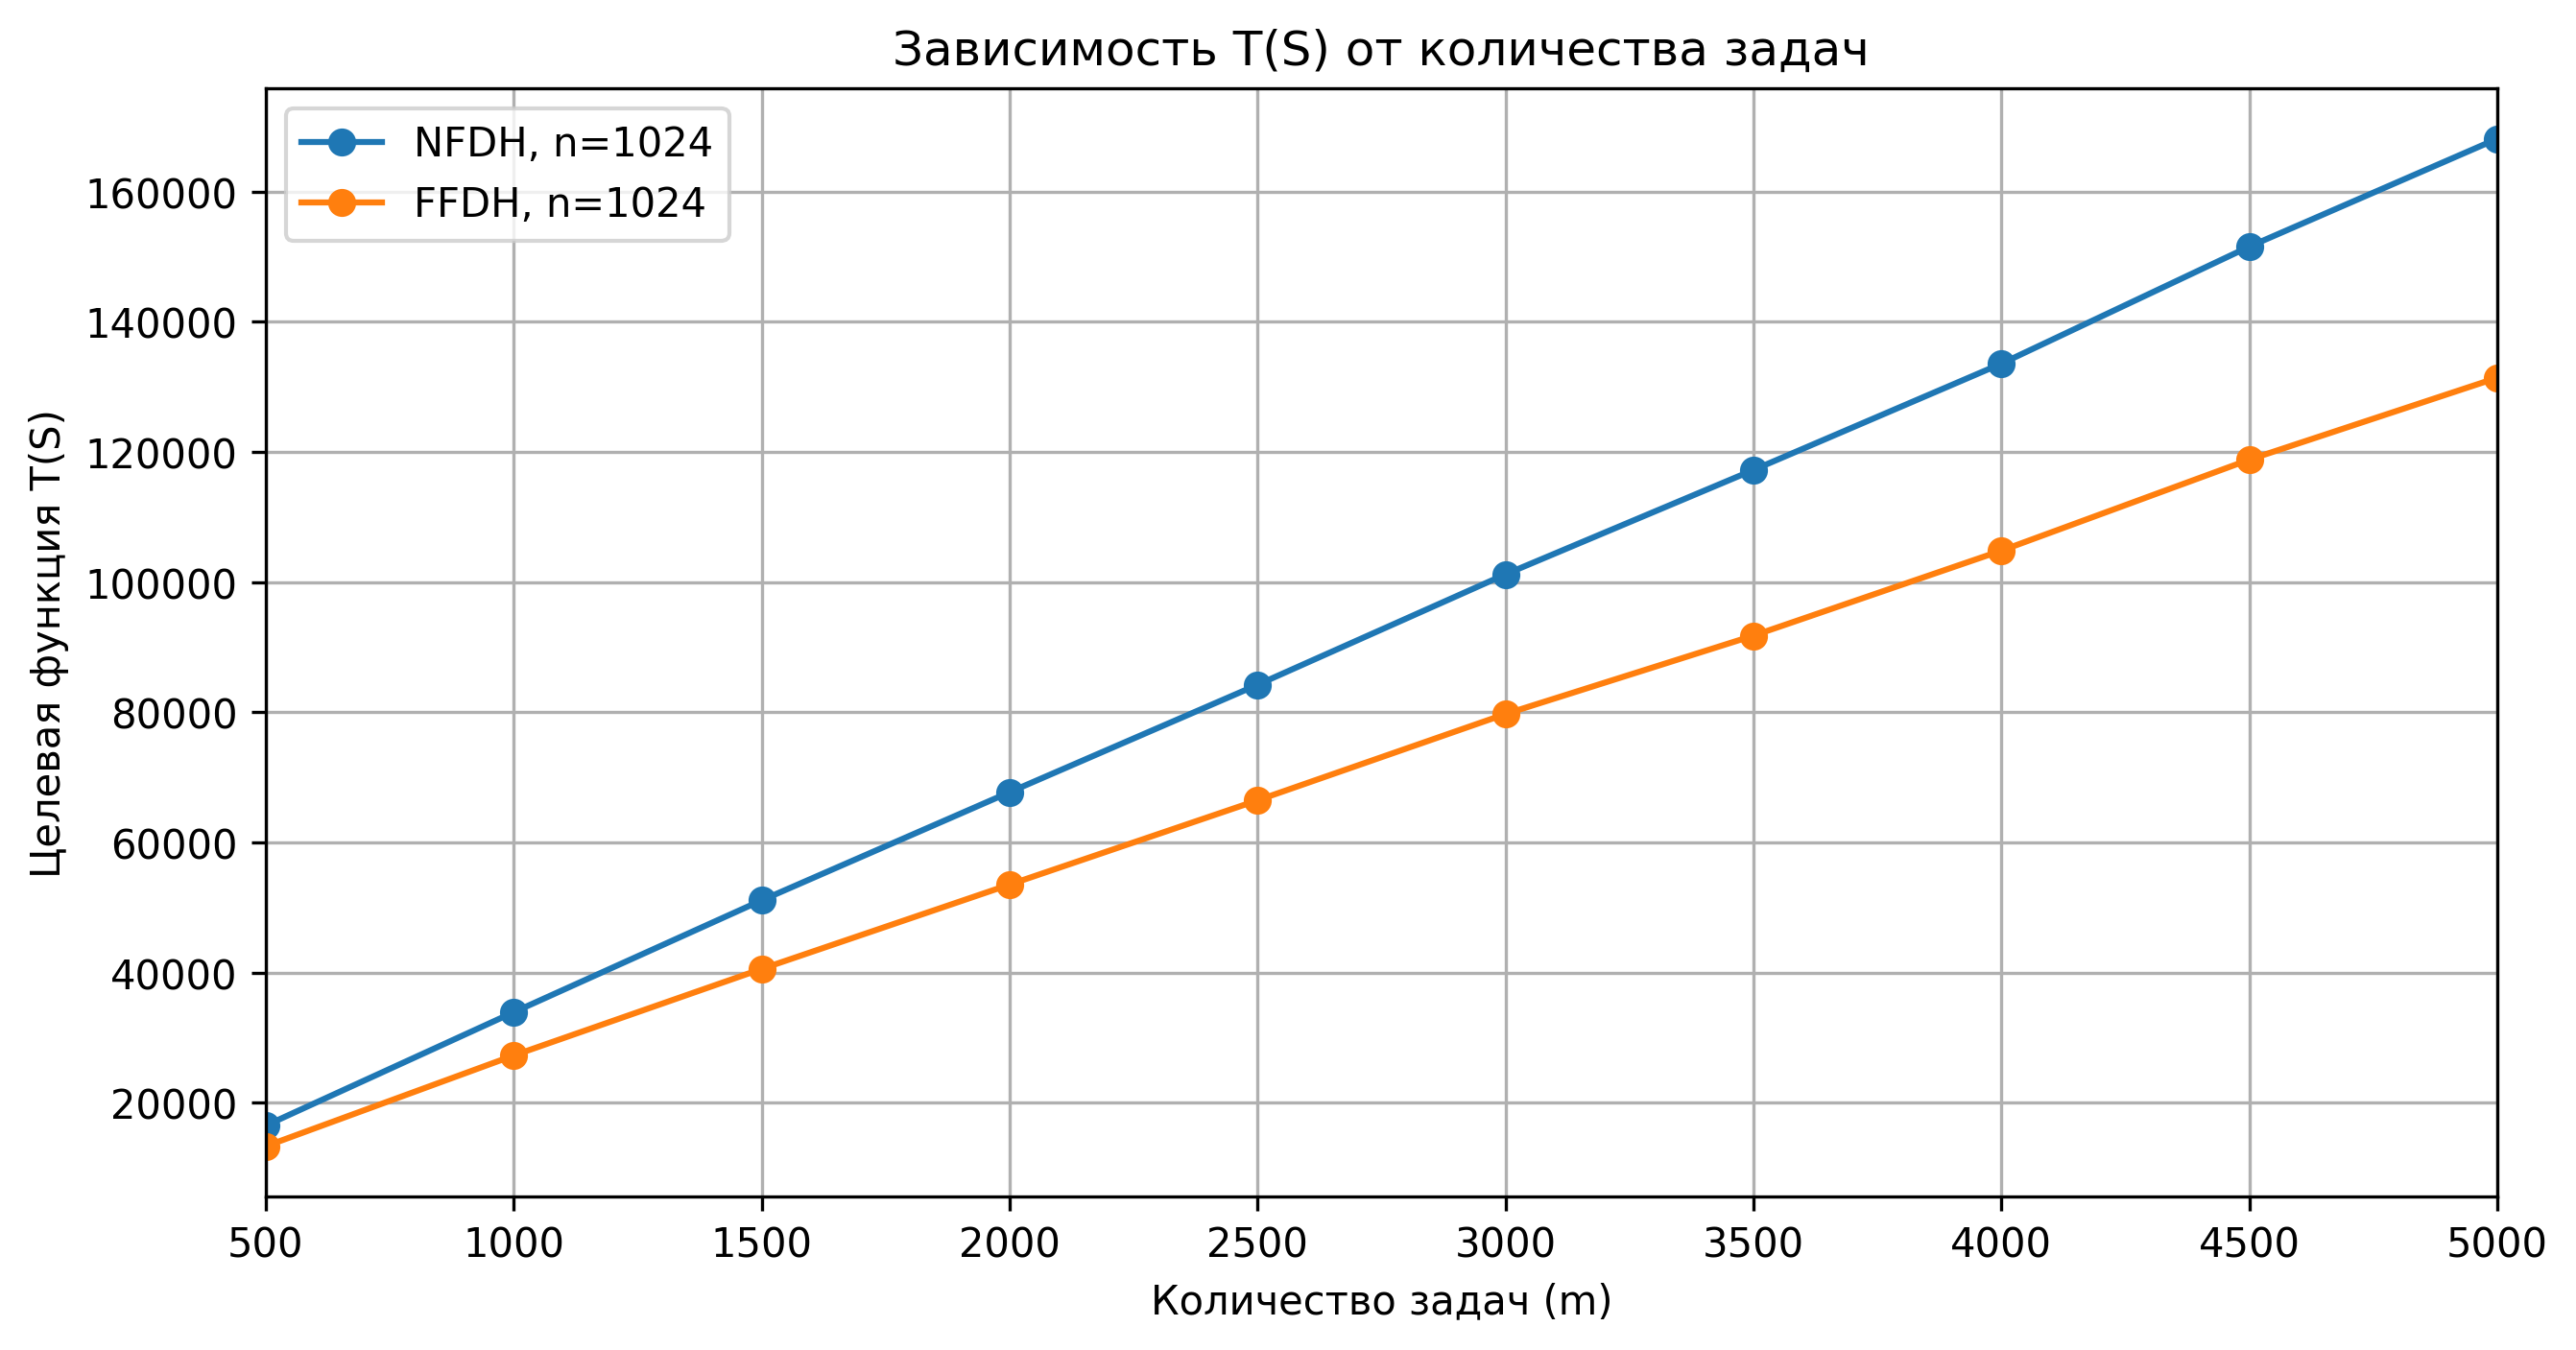 Зависимость T(S) от количества задач
NFDH, n=1024
FFDH, n=1024
160000
140000
120000
100000
80000
60000
40000
20000
Целевая функция T(S)
500 1000 1500 2000 2500 3000 3500 4000 4500 5000
Количество задач (m)